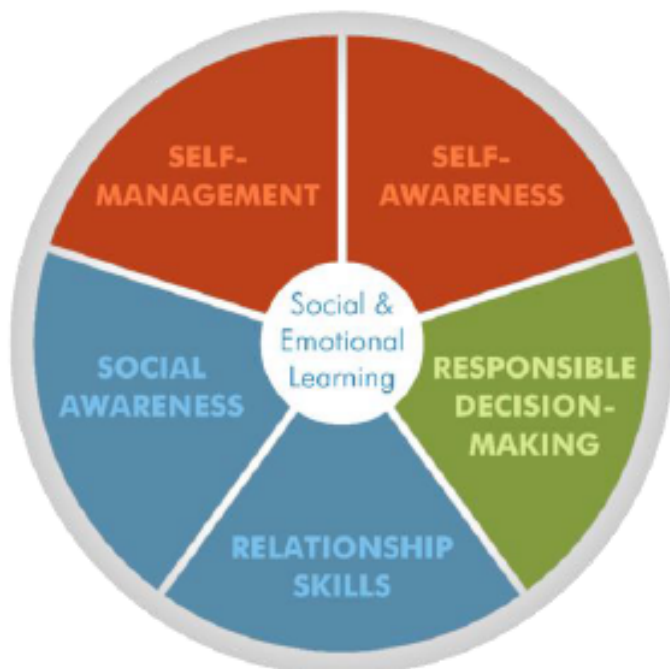 SELF-
MANAGEMENT
SELF-
AWARENESS
Social &
Emotional
Learning
SOCIAL
AWARENESS
RESPONSIBLE
DECISION-
MAKING
RELATIONSHIP
SKILLS